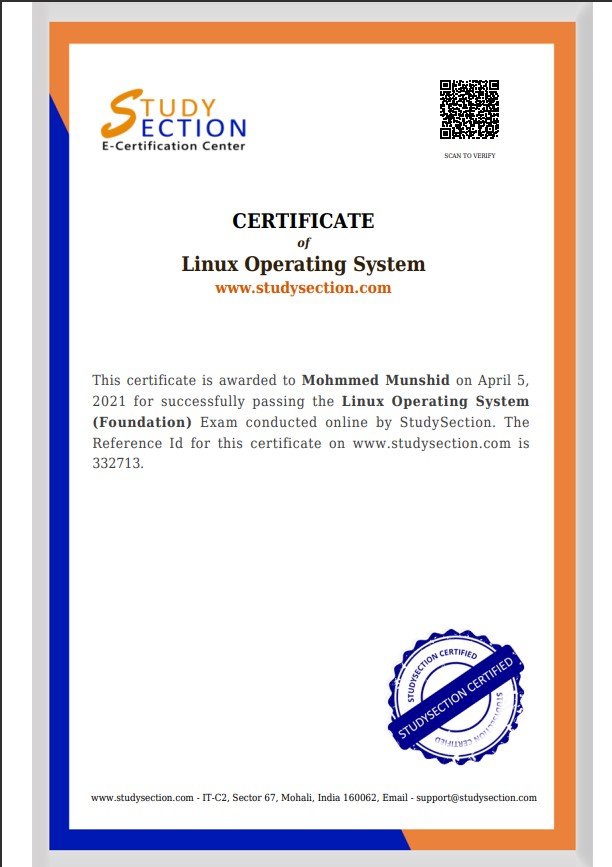 STUDY
SECTION
E-Certification Center
SCAN TO VERIFY
CERTIFICATE
of
Linux Operating System
www.studysection.com
This certificate is awarded to Mohmmed Munshid on April 5,
2021 for successfully passing the Linux Operating System
(Foundation) Exam conducted online by StudySection. The
Reference Id for this certificate on www.studysection.com is
332713.
STUDYSECTION CERTIFIED
STUDYSECTION CERTIFIED
STUDYSECTION CERTIFIED
www.studysection.com - IT-C2, Sector 67, Mohali, India 160062, Email - support@studysection.com